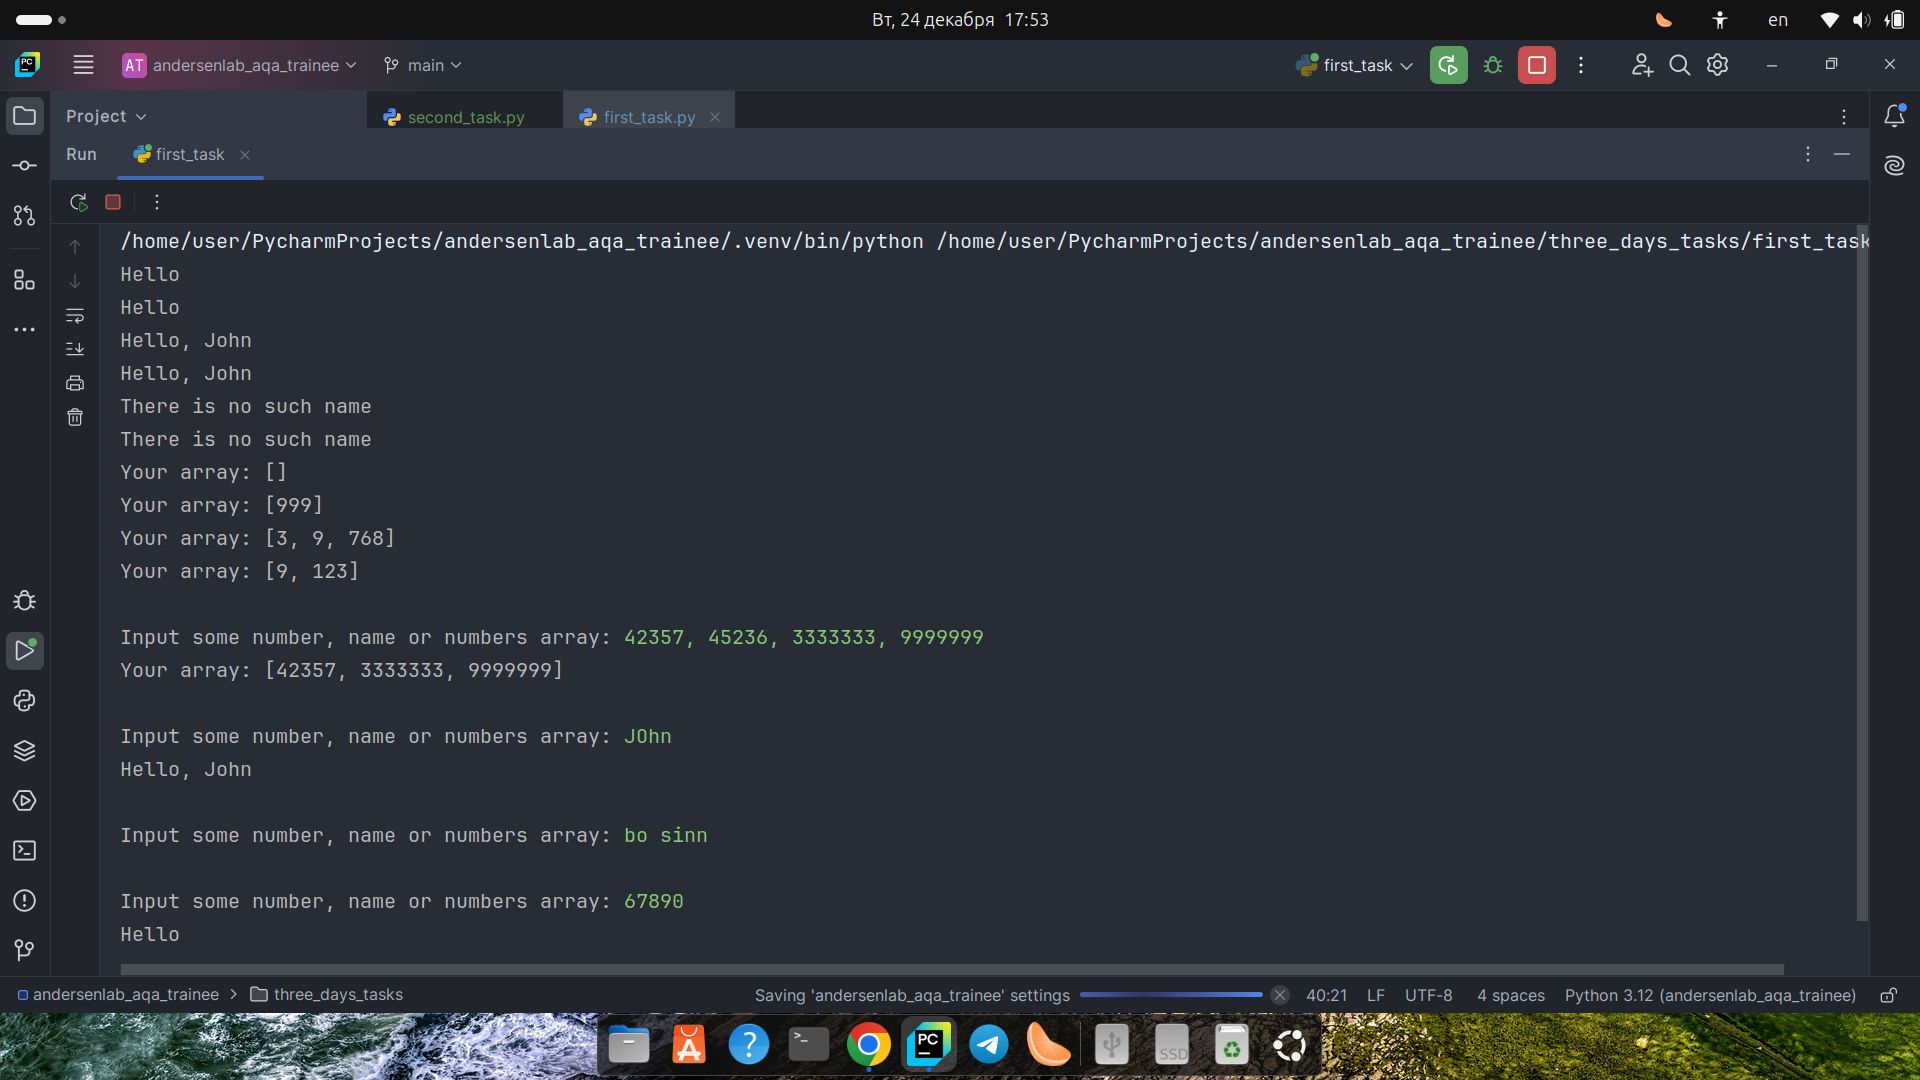 Вт, 24 декабря 17:53
en
PC
AT andersenlab_aqa_trainee
main
first_task
Project
second_task.py
first_task.py
Run
first_task
/home/user/PycharmProjects/andersenlab_aqa_trainee/.venv/bin/python /home/user/PycharmProjects/andersenlab_aqa_trainee/three_days_tasks/first_task
Hello
Hello
Hello, John
Hello, John
There is no such name
There is no such name
Your array: []
Your array: [999]
Your array: [3, 9, 768]
Your array: [9, 123]
Input some number, name or numbers array: 42357, 45236, 3333333, 9999999
Your array: [42357, 3333333, 9999999]
Input some number, name or numbers array: JOhn
Hello, John
Input some number, name or numbers array: bo sinn
Input some number, name or numbers array: 67890
Hello
andersenlab_aqa_trainee > three_days_tasks
Saving 'andersenlab_aqa_trainee' settings
40:21 LF UTF-8 4 spaces Python 3.12 (andersenlab_aqa_trainee)
PC
SSD